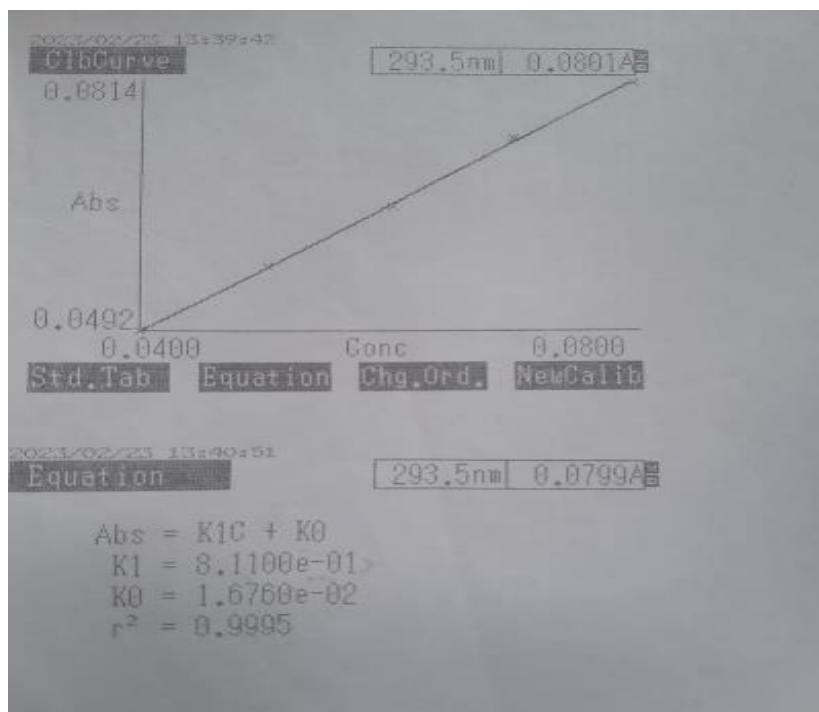 2023/02/23 13:39:42
ClbCurve 293.5nm 0.0801A
0.0814
Abs
0.0492
0.0400 Conc 0.0800
Std.Tab Equation Chg.Ord. NewCalib
2023/02/23 13:40:51
Equation 293.5nm 0.0799A
Abs = K1C + K0
K1 = 8.1100e-01
K0 = 1.6760e-02
r² = 0.9995